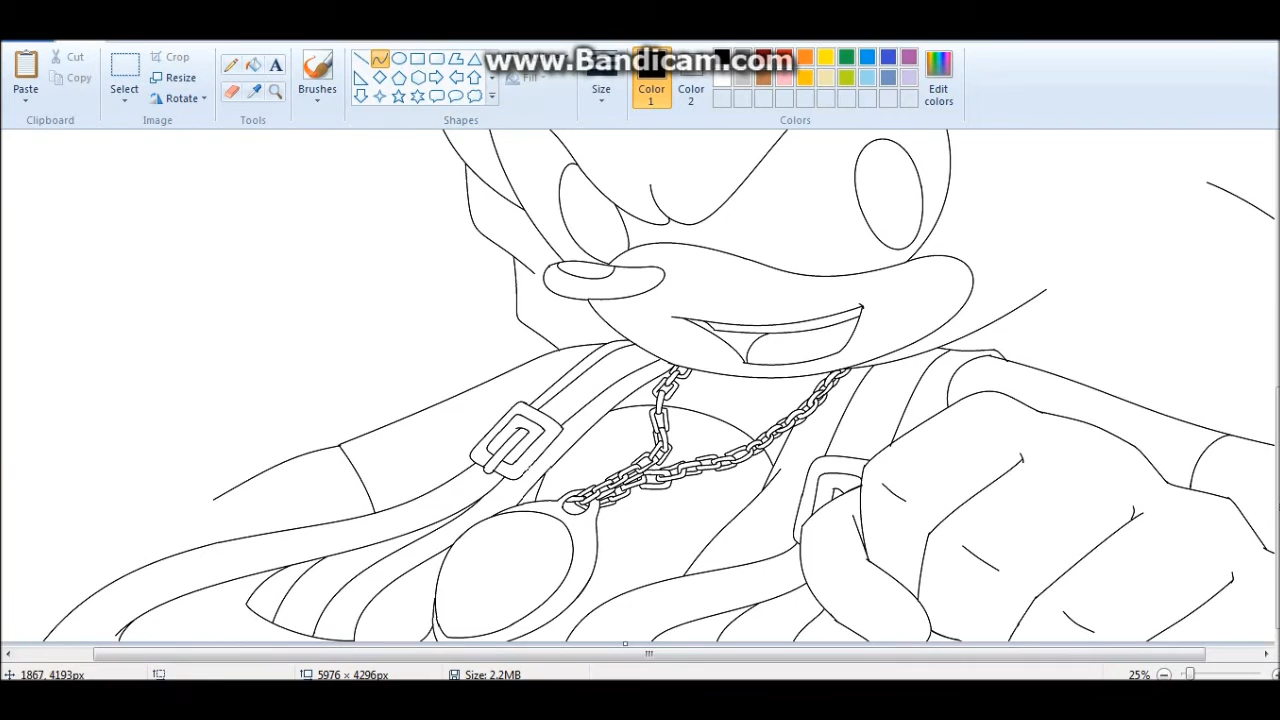 www.Bandicam.com
Paste
Cut
Copy
Clipboard
Select
Crop
Resize
Rotate
Image
A
Tools
Brushes
Fill
Shapes
Size
Color 1
Color 2
Edit colors
Colors
1867, 4193px
5976 × 4296px
Size: 2.2MB
25%